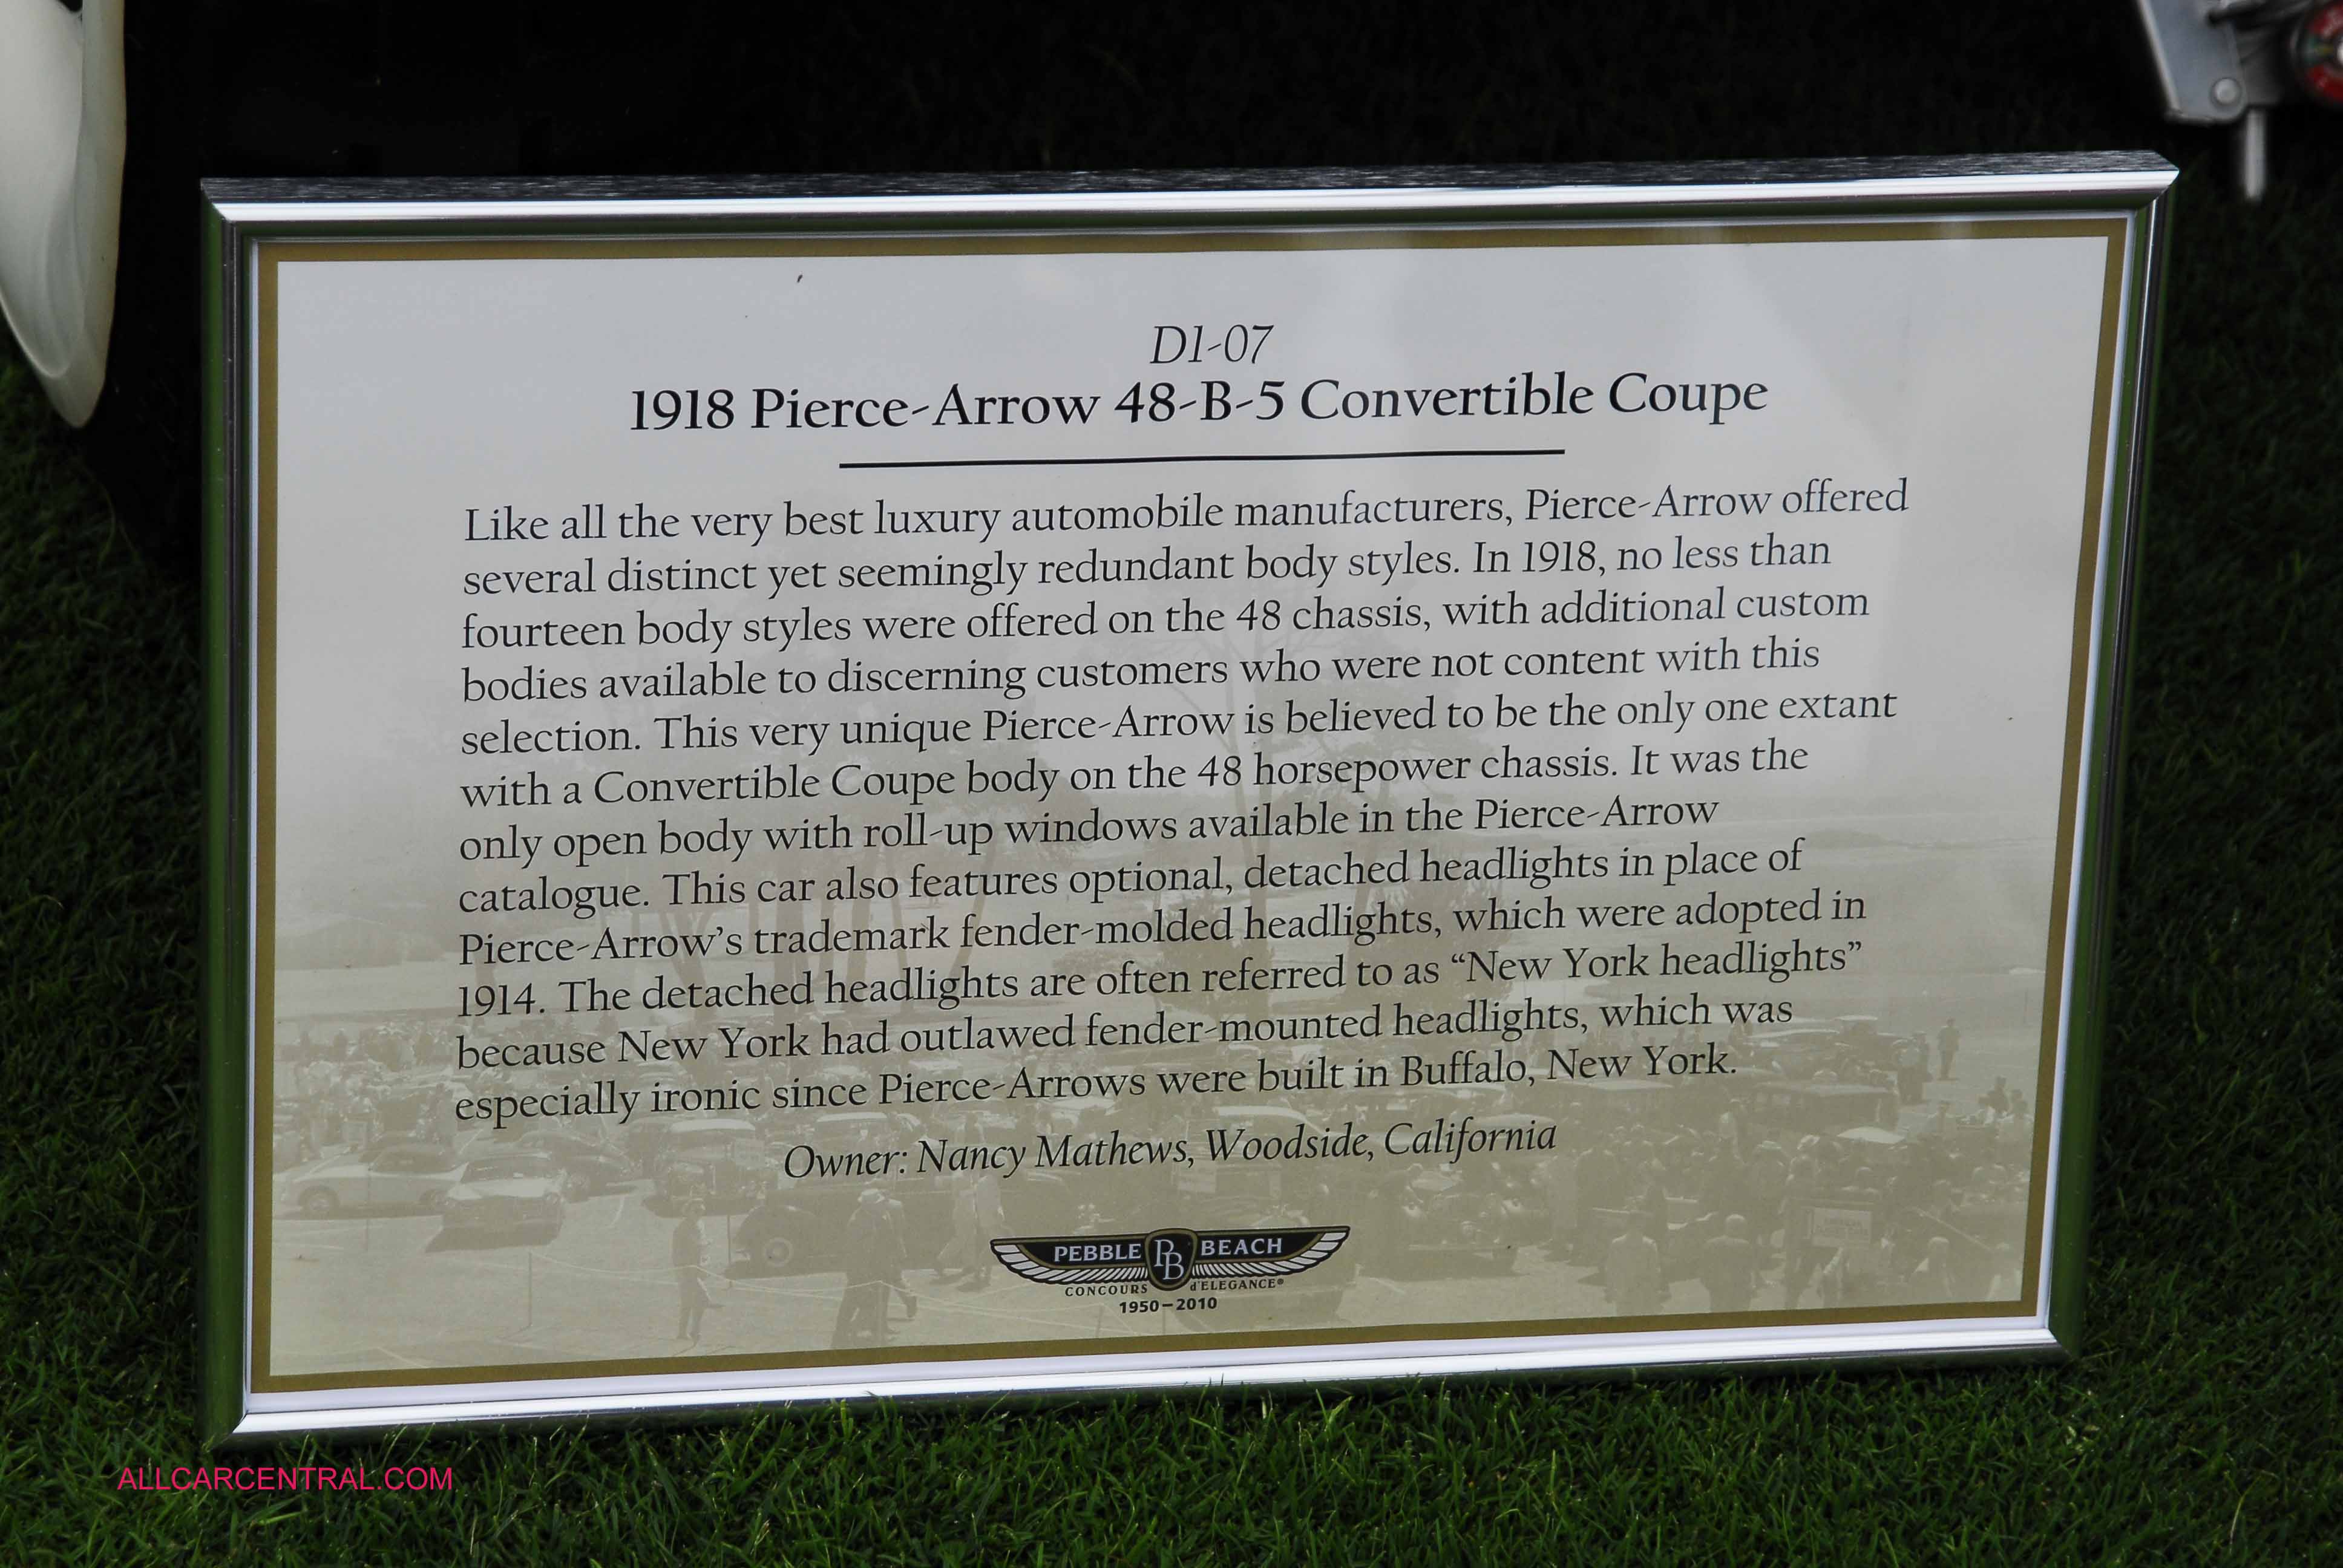 D1-07
1918 Pierce-Arrow 48-B-5 Convertible Coupe
Like all the very best luxury automobile manufacturers, Pierce-Arrow offered
several distinct yet seemingly redundant body styles. In 1918, no less than
fourteen body styles were offered on the 48 chassis, with additional custom
bodies available to discerning customers who were not content with this
selection. This very unique Pierce-Arrow is believed to be the only one extant
with a Convertible Coupe body on the 48 horsepower chassis. It was the
only open body with roll-up windows available in the Pierce-Arrow
catalogue. This car also features optional, detached headlights in place of
Pierce-Arrow’s trademark fender-molded headlights, which were adopted in
1914. The detached headlights are often referred to as “New York headlights”
because New York had outlawed fender-mounted headlights, which was
especially ironic since Pierce-Arrows were built in Buffalo, New York.
Owner: Nancy Mathews, Woodside, California
PEBBLE PB BEACH
CONCOURS d'ELEGANCE®
1950–2010
ALLCARCENTRAL.COM